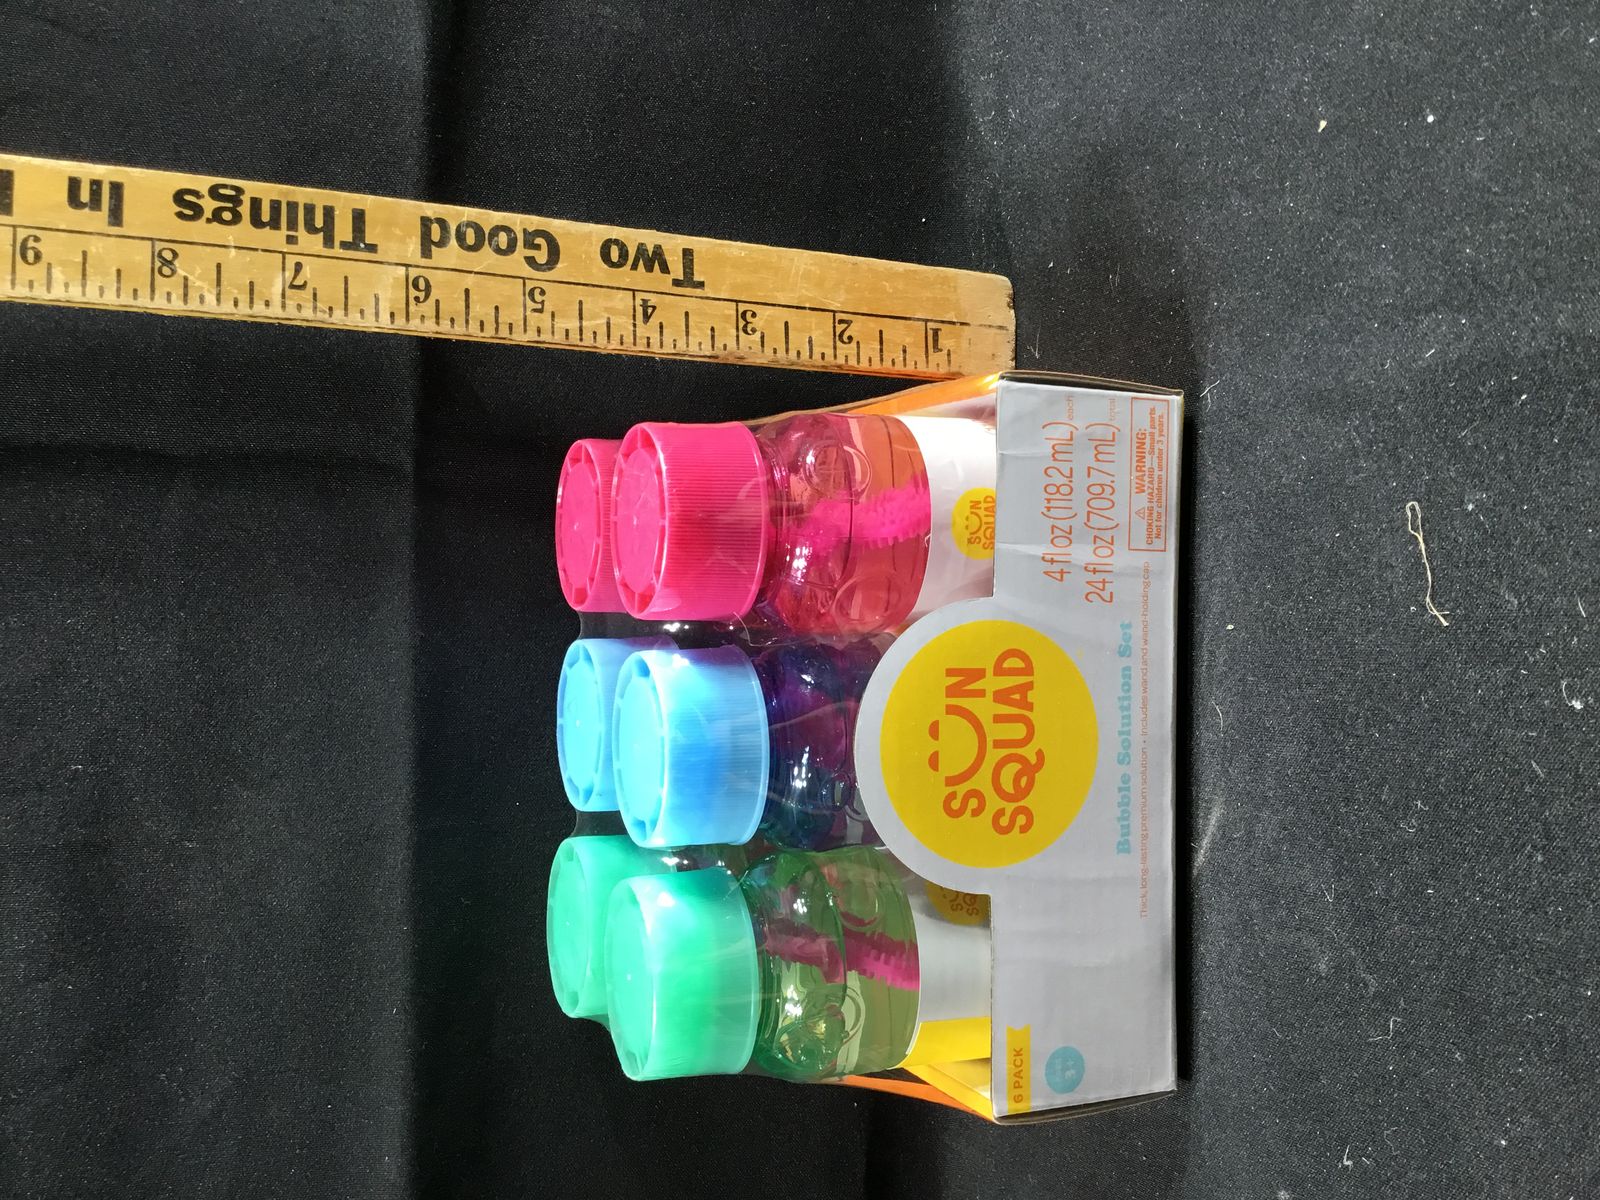 Two Good Things In
1 2 3 4 5 6 7 8 9
SUN
SQUAD
SUN
SQUAD
4 fl oz (118.2 mL) each
24 fl oz (709.7 mL) total
⚠ WARNING:
CHOKING HAZARD—Small parts.
Not for children under 3 years.
SUN
SQUAD
Bubble Solution Set
Thick, long-lasting premium solution • Includes wand and wand-holding cap
6 PACK
3+